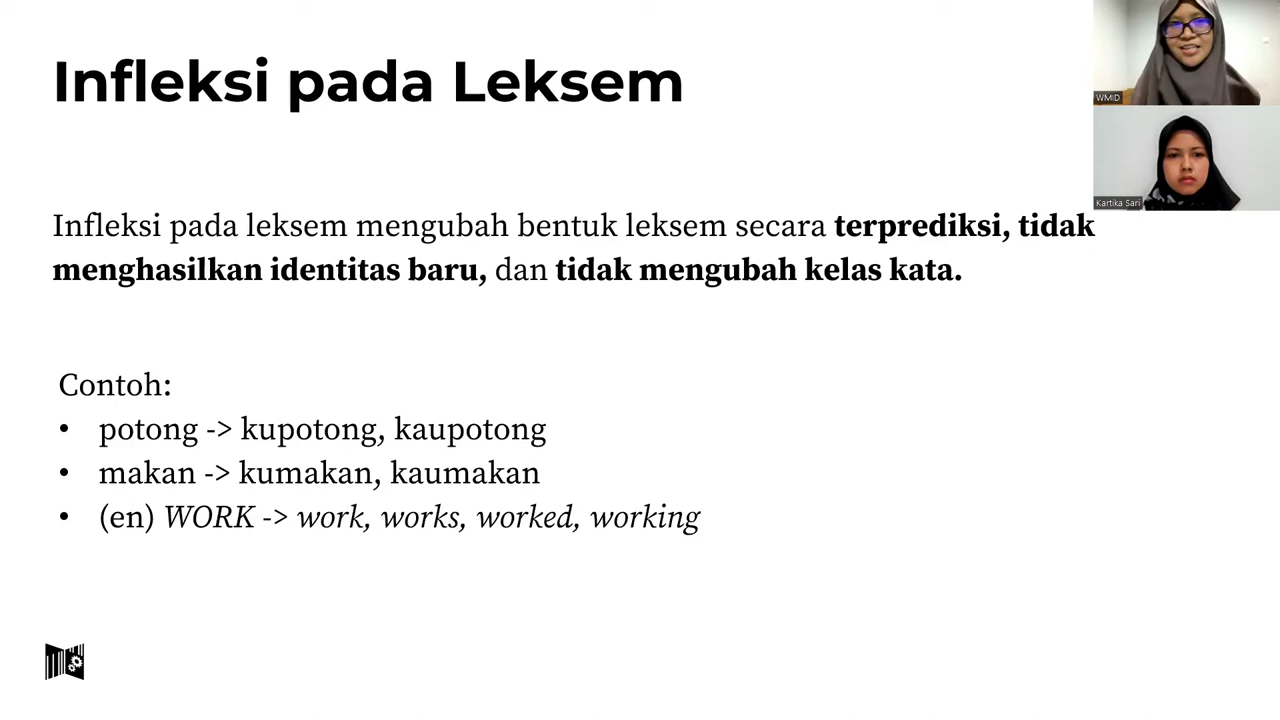 Infleksi pada Leksem
WMID
Kartika Sari
Infleksi pada leksem mengubah bentuk leksem secara terprediksi, tidak
menghasilkan identitas baru, dan tidak mengubah kelas kata.
Contoh:
• potong -> kupotong, kaupotong
• makan -> kumakan, kaumakan
• (en) WORK -> work, works, worked, working